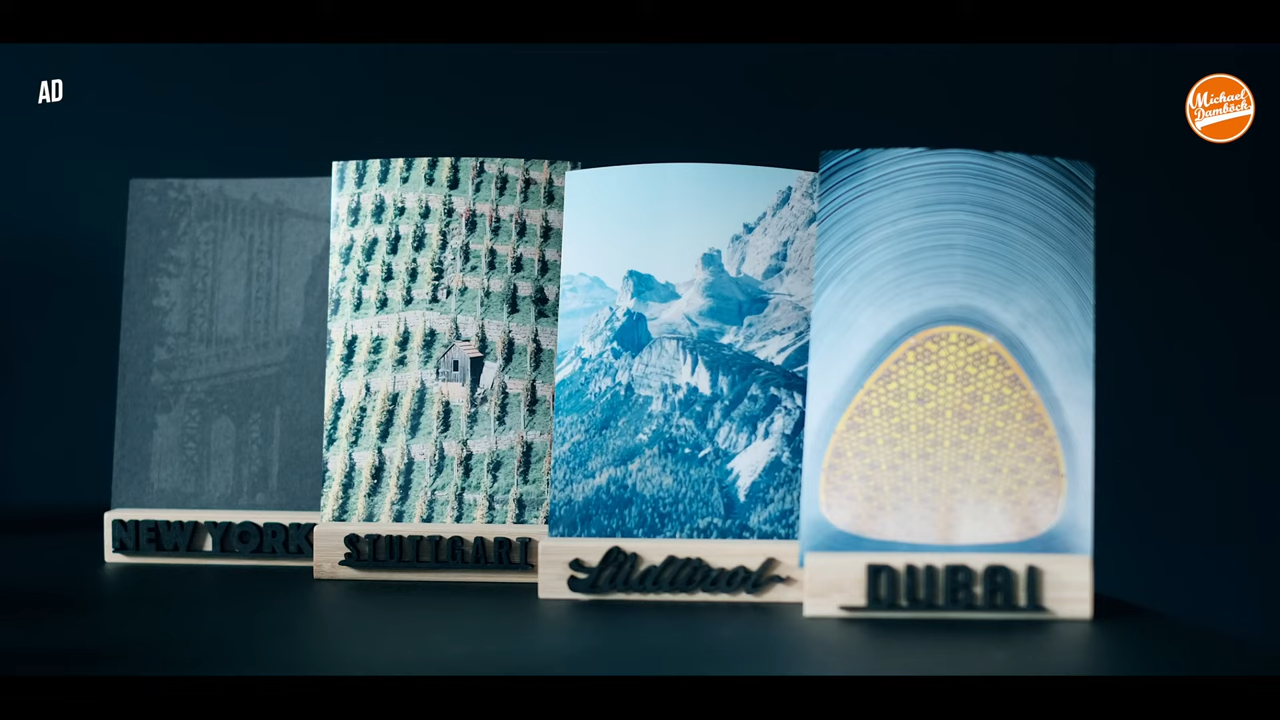 AD
Michael
Damböck
NEW YORK
STUTTGART
Südtirol
DUBAI